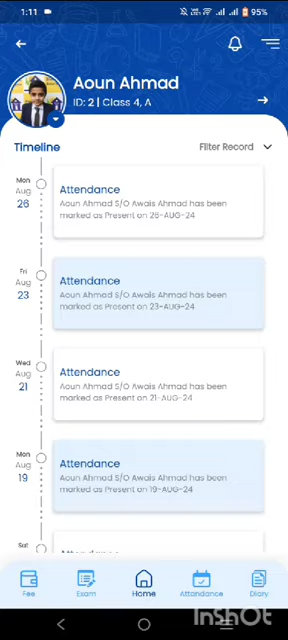 1:11
95%
Aoun Ahmad
ID: 2 | Class 4, A
Timeline
Filter Record
Mon
Aug
26
Attendance
Aoun Ahmad S/O Awais Ahmad has been
marked as Present on 26-AUG-24
Fri
Aug
23
Attendance
Aoun Ahmad S/O Awais Ahmad has been
marked as Present on 23-AUG-24
Wed
Aug
21
Attendance
Aoun Ahmad S/O Awais Ahmad has been
marked as Present on 21-AUG-24
Mon
Aug
19
Attendance
Aoun Ahmad S/O Awais Ahmad has been
marked as Present on 19-AUG-24
Sat
Attendance
Fee
Exam
Home
Attandance
Diary
InShOt